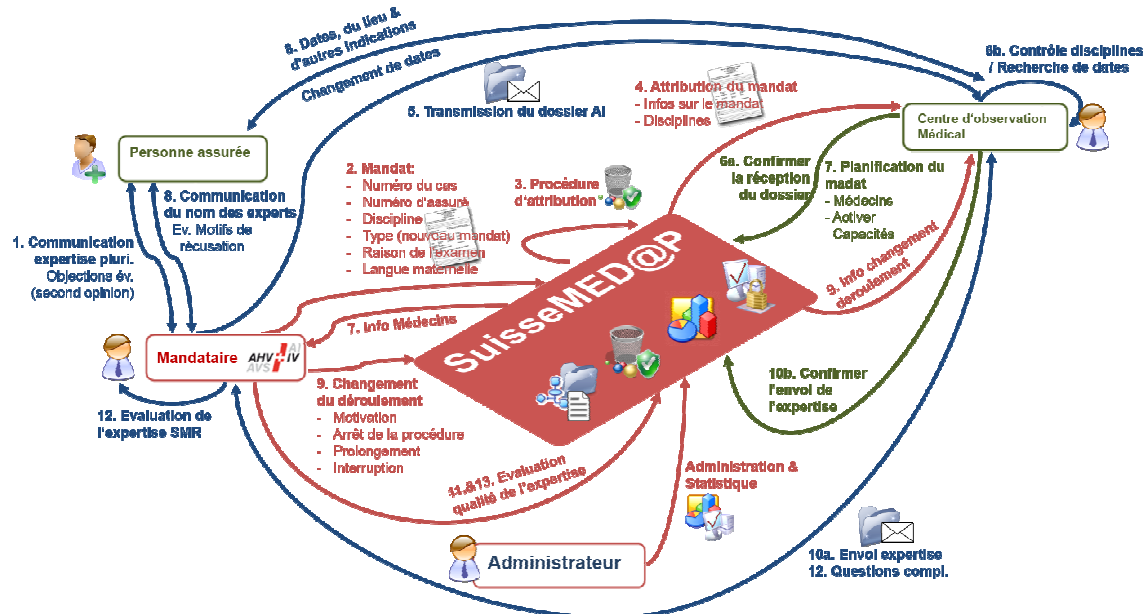 8. Dates, du lieu &
d'autres indications
Changement de dates
6b. Contrôle disciplines
/ Recherche de dates
4. Attribution du mandat
- Infos sur le mandat
- Disciplines
5. Transmission du dossier AI
Centre d'observation
Médical
Personne assurée
2. Mandat:
- Numéro du cas
- Numéro d'assuré
- Discipline
- Type (nouveau mandat)
- Raison de l'examen
- Langue maternelle
3. Procédure
d'attribution
6a. Confirmer
la réception
du dossier
7. Planification du
madat
- Médecins
- Activer
Capacités
8. Communication
du nom des experts
Ev. Motifs de
récusation
1. Communication
expertise pluri.
Objections év.
(second opinion)
SuisseMED@P
9. Info changement
deroulement
7. Info Médecins
Mandataire
AHV IV
AVS AI
9. Changement
du déroulement
- Motivation
- Arrêt de la procédure
- Prolongement
- Interruption
10b. Confirmer
l'envoi de
l'expertise
12. Evaluation de
l'expertise SMR
11.&13. Evaluation
qualité de l'expertise
Administration &
Statistique
Administrateur
10a. Envoi expertise
12. Questions compl.